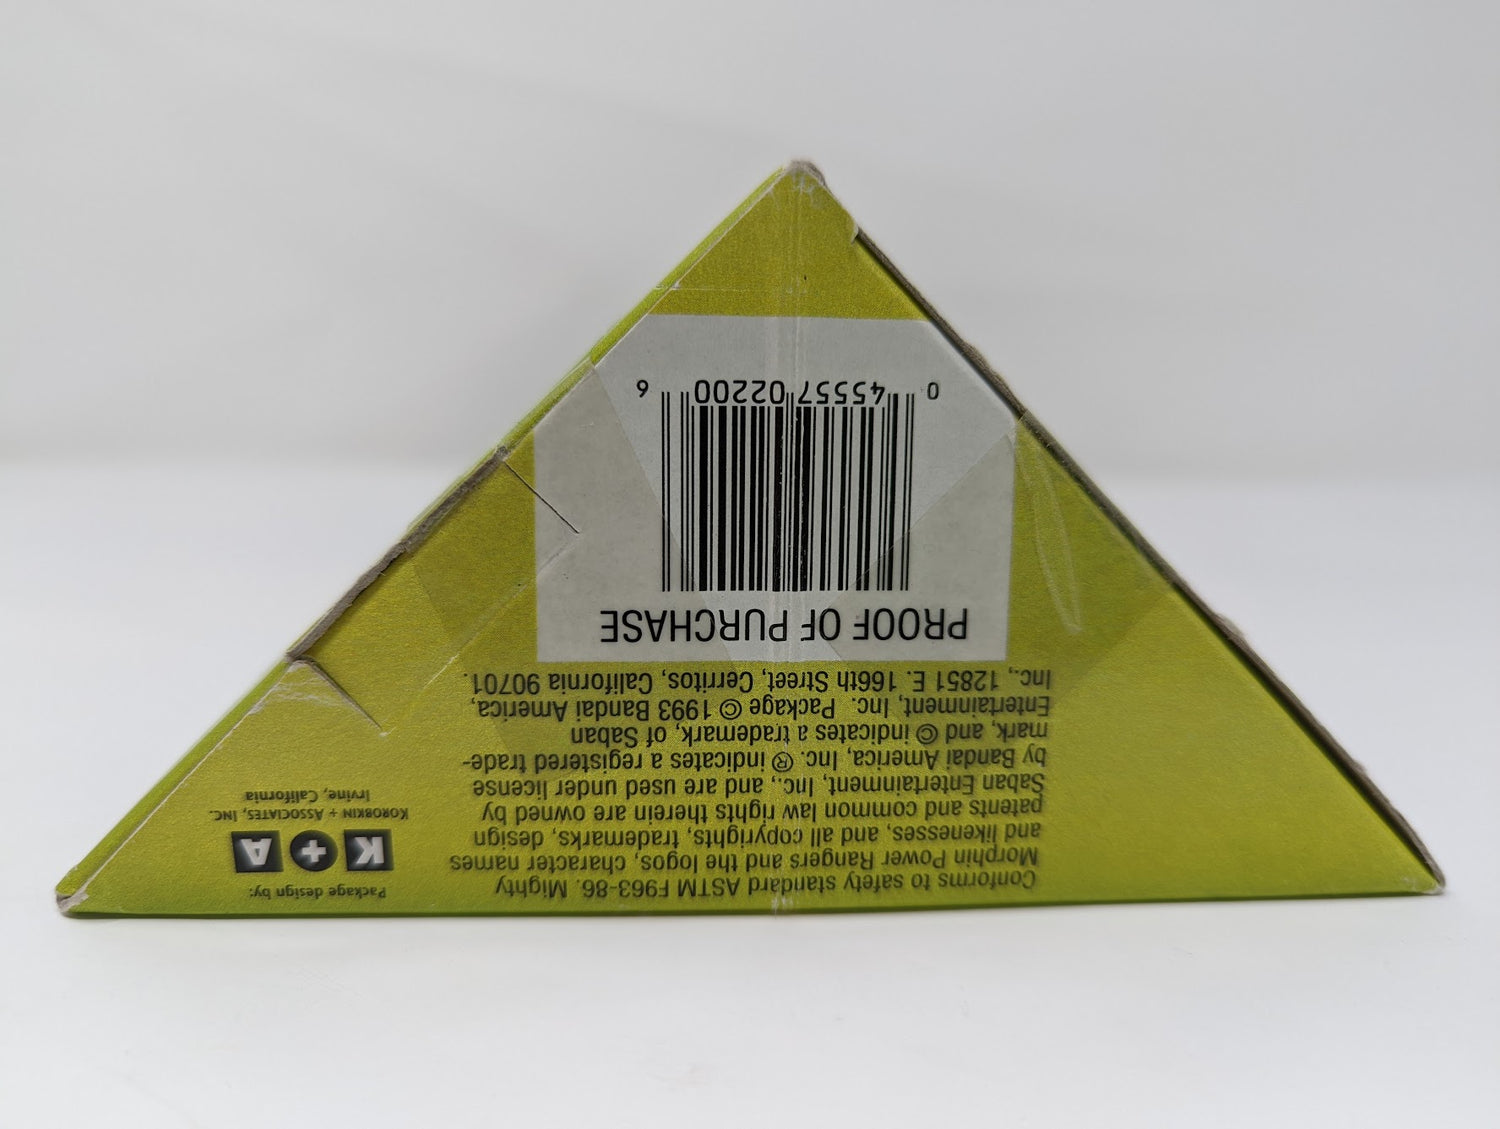 Conforms to safety standard ASTM F963-86. Mighty
Morphin Power Rangers and the logos, character names
and likenesses, and all copyrights, trademarks, design
patents and common law rights therein are owned by
Saban Entertainment, Inc., and are used under license
by Bandai America, Inc. ® indicates a registered trade-
mark, and © indicates a trademark, of Saban
Entertainment, Inc. Package © 1993 Bandai America,
Inc., 12851 E. 166th Street, Cerritos, California 90701.
PROOF OF PURCHASE
0 45557 02200 6
Package design by:
K+A
KOROBKIN + ASSOCIATES, INC.
Irvine, California